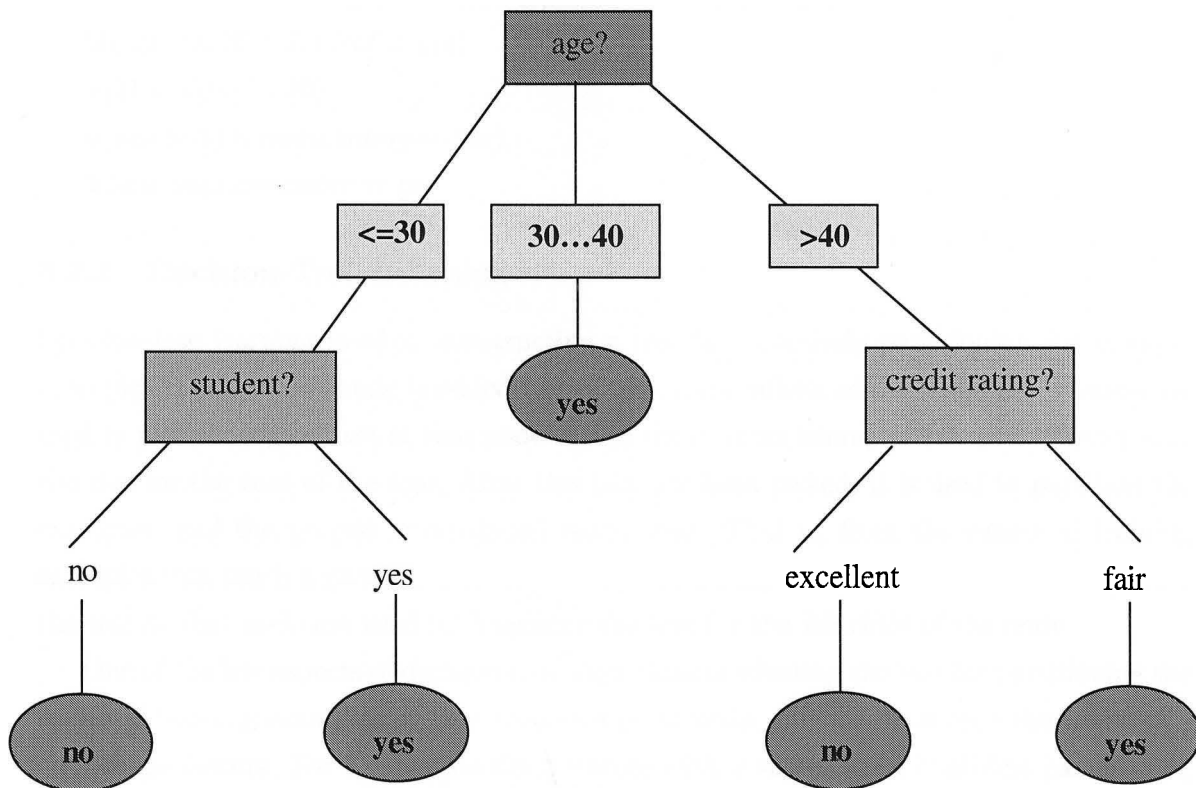 age?
<=30
30...40
>40
student?
yes
credit rating?
no
yes
excellent
fair
no
yes
no
yes